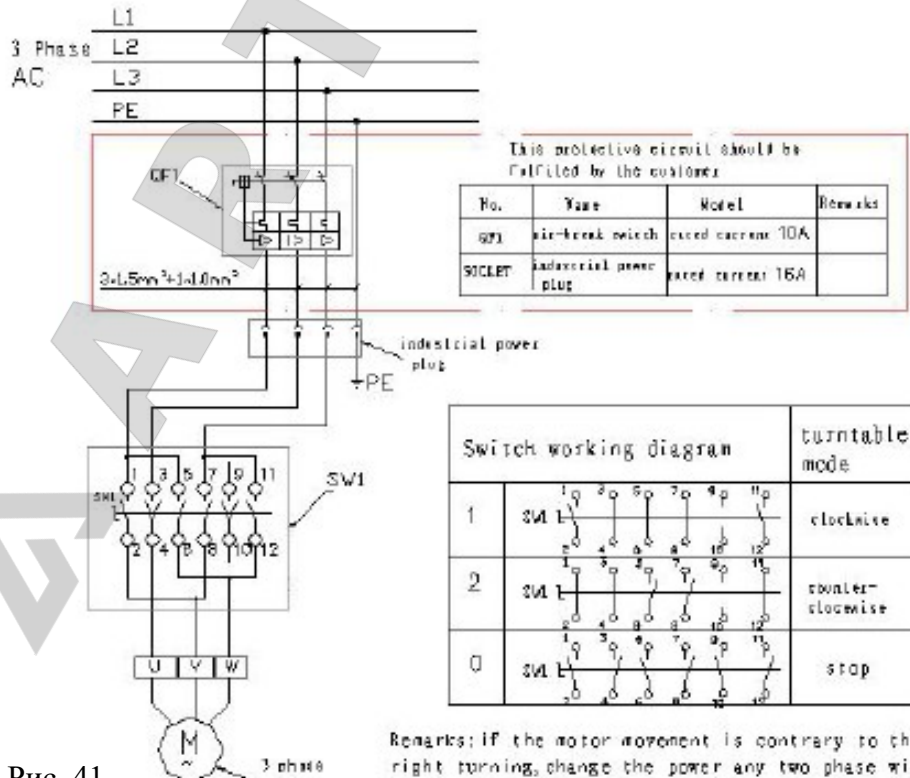 L1
3 Phase L2
AC L3
PE
This protective circuit should be
fulfiled by the customer
QF1
No. Name Model Remarks
QF1 air-break switch rated current 10A
SOCLET industrial power plug rated current 16A
3×1.5mm²+1×1.0mm²
industrial power
plug
PE
Switch working diagram turntable mode
1 3 5 7 9 11
SW1
SW1
2 4 6 8 10 12
1 SW1 clockwise
2 SW1 counter-clocewise
0 SW1 stop
U V W
M
~
3 phase
Remarks:if the motor movement is contrary to th
right turning,change the power any two phase wi
Рис. 41